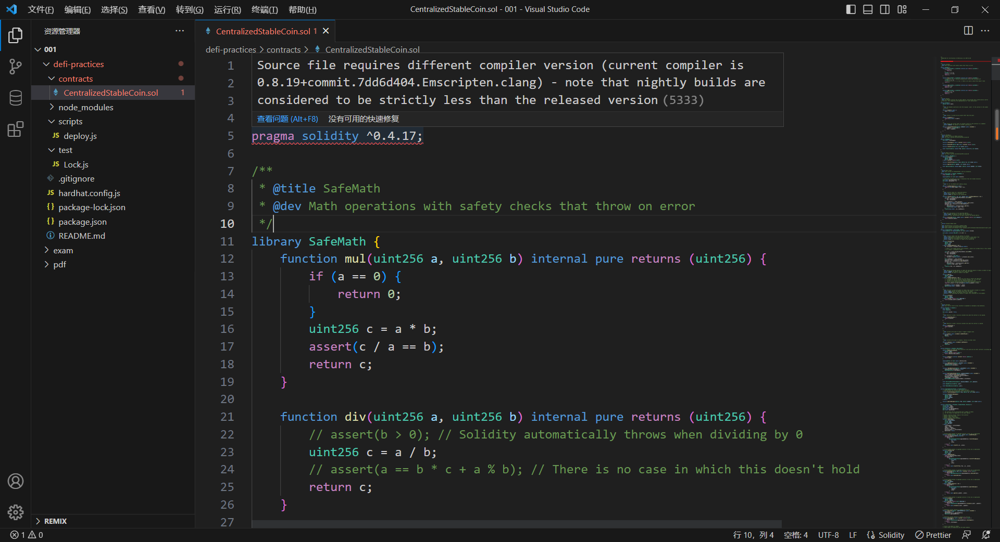 文件(F) 编辑(E) 选择(S) 查看(V) 转到(G) 运行(R) 终端(T) 帮助(H) CentralizedStableCoin.sol - 001 - Visual Studio Code
资源管理器
001
defi-practices
contracts
CentralizedStableCoin.sol 1
node_modules
scripts
JS deploy.js
test
JS Lock.js
.gitignore
JS hardhat.config.js
{} package-lock.json
{} package.json
README.md
exam
pdf
REMIX
CentralizedStableCoin.sol 1
defi-practices > contracts > CentralizedStableCoin.sol
Source file requires different compiler version (current compiler is
0.8.19+commit.7dd6d404.Emscripten.clang) - note that nightly builds are
considered to be strictly less than the released version (5333)
查看问题 (Alt+F8) 没有可用的快速修复
1
2
3
4
5 pragma solidity ^0.4.17;
6
7 /**
8 * @title SafeMath
9 * @dev Math operations with safety checks that throw on error
10 */
11 library SafeMath {
12 function mul(uint256 a, uint256 b) internal pure returns (uint256) {
13 if (a == 0) {
14 return 0;
15 }
16 uint256 c = a * b;
17 assert(c / a == b);
18 return c;
19 }
20
21 function div(uint256 a, uint256 b) internal pure returns (uint256) {
22 // assert(b > 0); // Solidity automatically throws when dividing by 0
23 uint256 c = a / b;
24 // assert(a == b * c + a % b); // There is no case in which this doesn't hold
25 return c;
26 }
27
1 0 行 10，列 4 空格: 4 UTF-8 LF Solidity Prettier